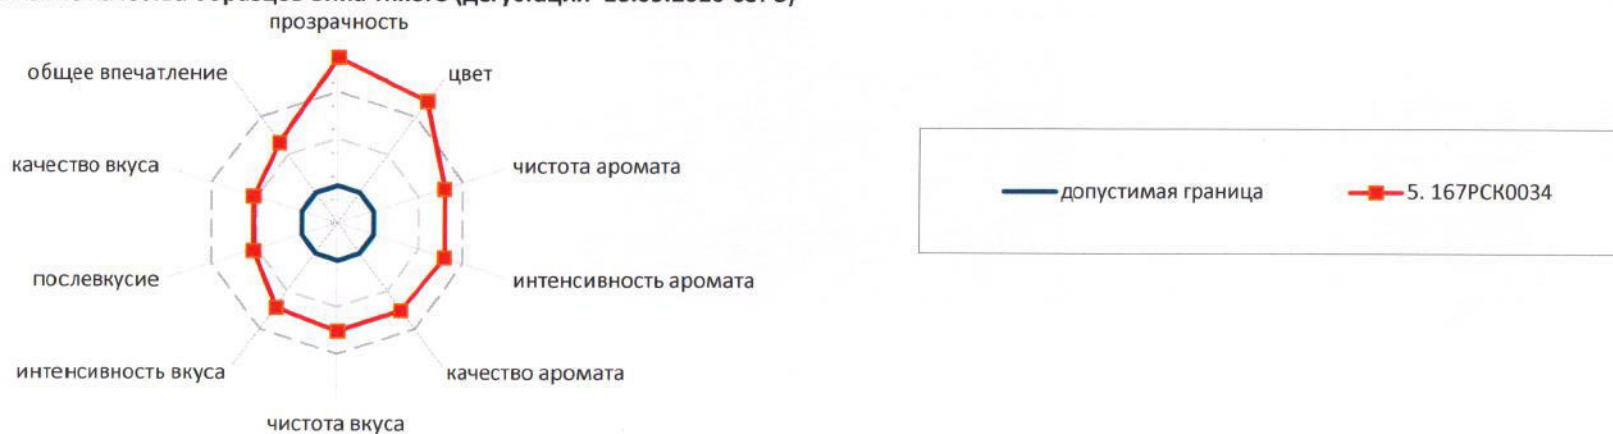 прозрачность
общее впечатление
цвет
качество вкуса
чистота аромата
допустимая граница
5. 167РСК0034
послевкусие
интенсивность аромата
интенсивность вкуса
качество аромата
чистота вкуса